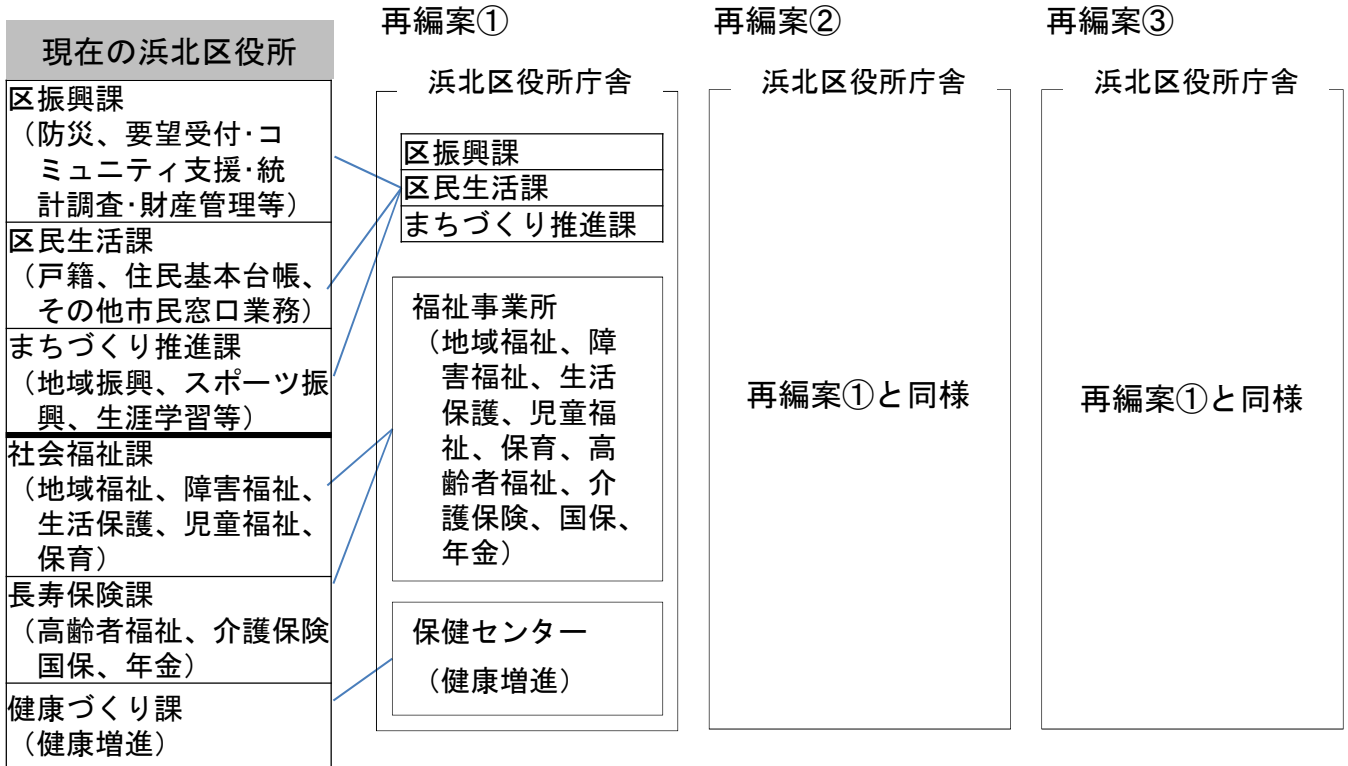 再編案①
再編案②
再編案③
現在の浜北区役所
区振興課
（防災、要望受付・コ
ミュニティ支援・統
計調査・財産管理等）
区民生活課
（戸籍、住民基本台帳、
その他市民窓口業務）
まちづくり推進課
（地域振興、スポーツ振
興、生涯学習等）
社会福祉課
（地域福祉、障害福祉、
生活保護、児童福祉、
保育）
長寿保険課
（高齢者福祉、介護保険
国保、年金）
健康づくり課
（健康増進）
浜北区役所庁舎
区振興課
区民生活課
まちづくり推進課
福祉事業所
（地域福祉、障
害福祉、生活
保護、児童福
祉、保育、高
齢者福祉、介
護保険、国保、
年金）
保健センター
（健康増進）
浜北区役所庁舎
再編案①と同様
浜北区役所庁舎
再編案①と同様